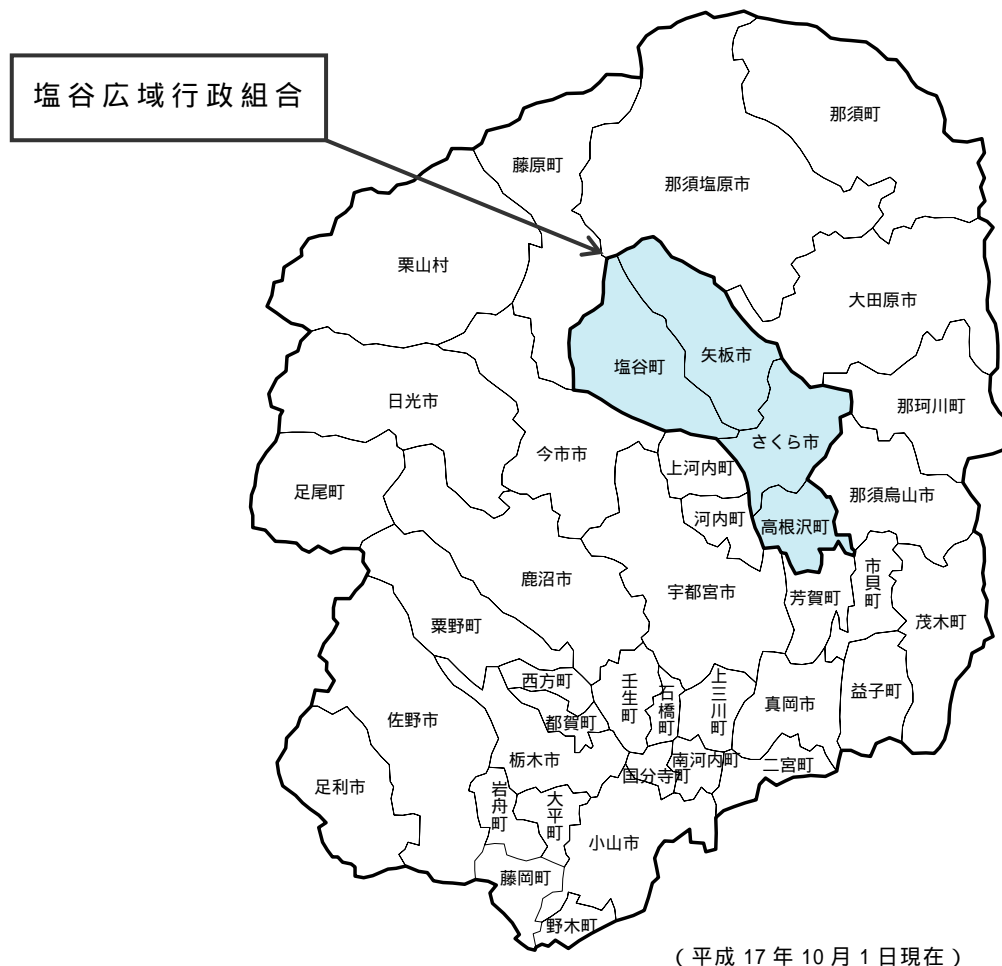 塩谷広域行政組合
那須町
藤原町
那須塩原市
栗山村
大田原市
矢板市
塩谷町
日光市
那珂川町
さくら市
今市市
上河内町
足尾町
那須烏山市
河内町
高根沢町
鹿沼市
宇都宮市
芳賀町
市貝町
粟野町
茂木町
西方町
壬生町
石橋町
上三川町
真岡市
益子町
佐野市
都賀町
栃木市
南河内町
国分寺町
二宮町
足利市
岩舟町
大平町
小山市
藤岡町
野木町
(平成 17 年 10 月 1 日現在)